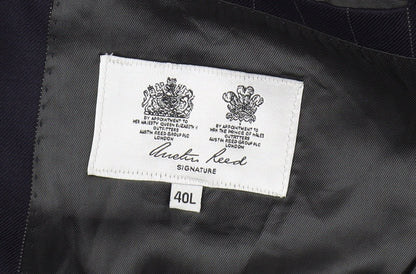 BY APPOINTMENT TO
HER MAJESTY QUEEN ELIZABETH II
OUTFITTERS
AUSTIN REED GROUP PLC
LONDON
BY APPOINTMENT TO
HRH THE PRINCE OF WALES
OUTFITTERS
AUSTIN REED GROUP PLC
LONDON
Austin Reed
SIGNATURE
40L